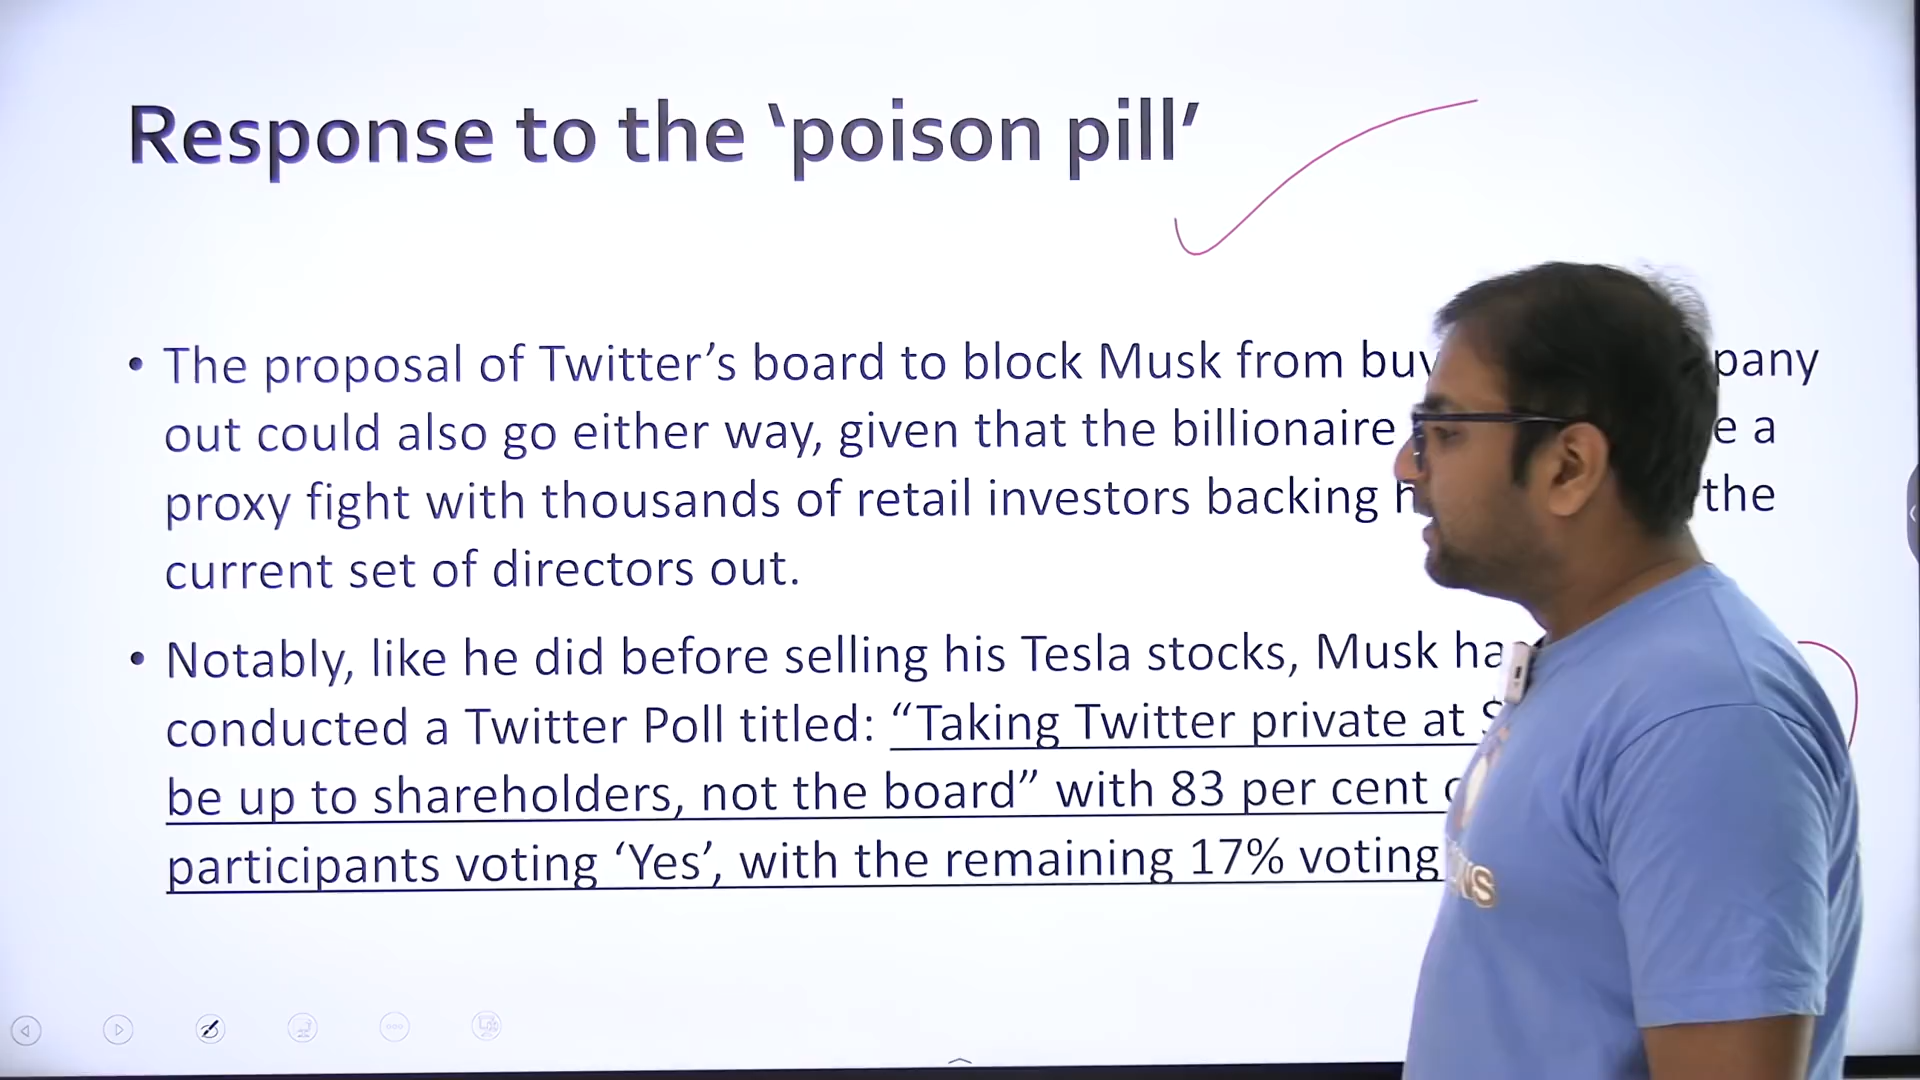 Response to the ‘poison pill’
• The proposal of Twitter’s board to block Musk from pany
out could also go either way, given that the billionaire a
proxy fight with thousands of retail investors backing the
current set of directors out.
• Notably, like he did before selling his Tesla stocks, Musk
conducted a Twitter Poll titled: “Taking Twitter private at
be up to shareholders, not the board” with 83 per cent
participants voting ‘Yes’, with the remaining 17% voting